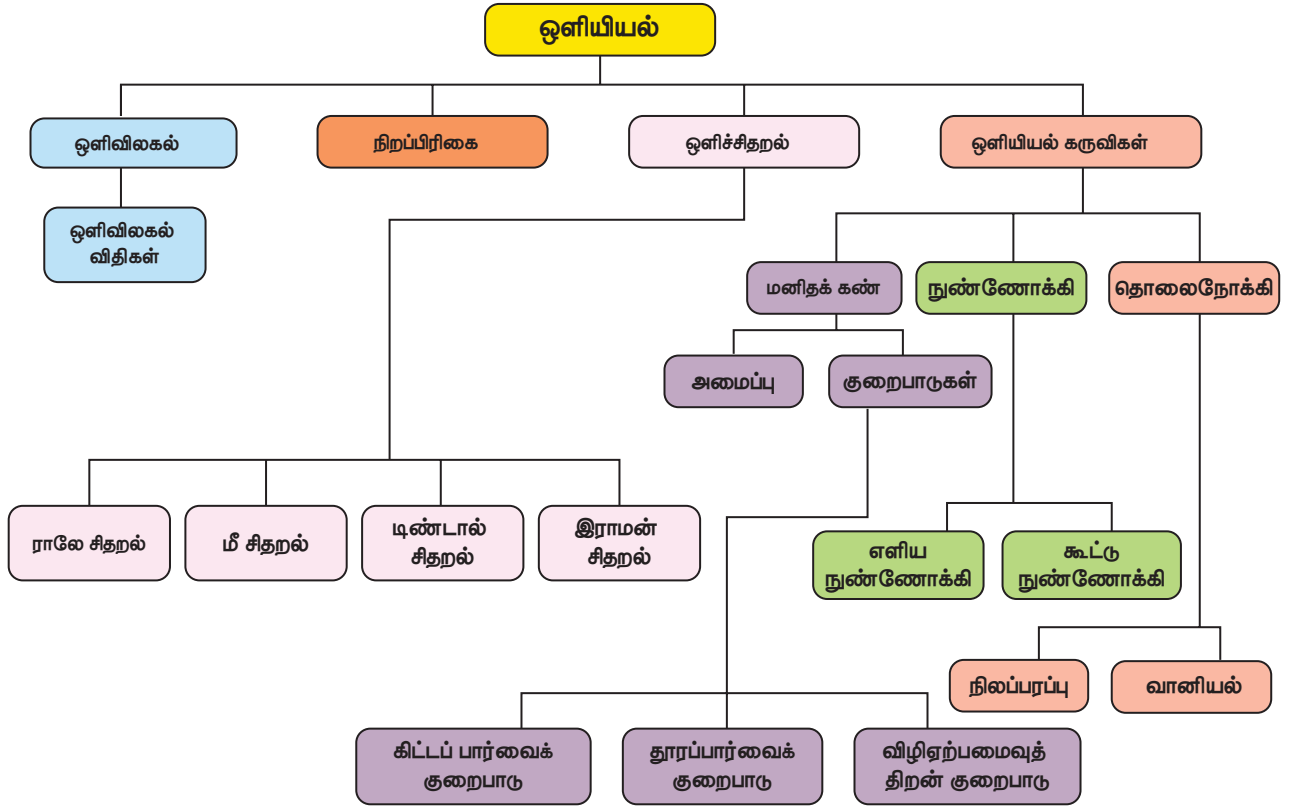 ஒளியியல்
ஒளிவிலகல்
நிறப்பிரிகை
ஒளிச்சிதறல்
ஒளியியல் கருவிகள்
ஒளிவிலகல்
விதிகள்
மனிதக் கண்
நுண்ணோக்கி
தொலைநோக்கி
அமைப்பு
குறைபாடுகள்
ராலே சிதறல்
மீ சிதறல்
டிண்டால்
சிதறல்
இராமன்
சிதறல்
எளிய
நுண்ணோக்கி
கூட்டு
நுண்ணோக்கி
நிலப்பரப்பு
வானியல்
கிட்டப் பார்வைக்
குறைபாடு
தூரப்பார்வைக்
குறைபாடு
விழிஏற்பமைவுத்
திறன் குறைபாடு